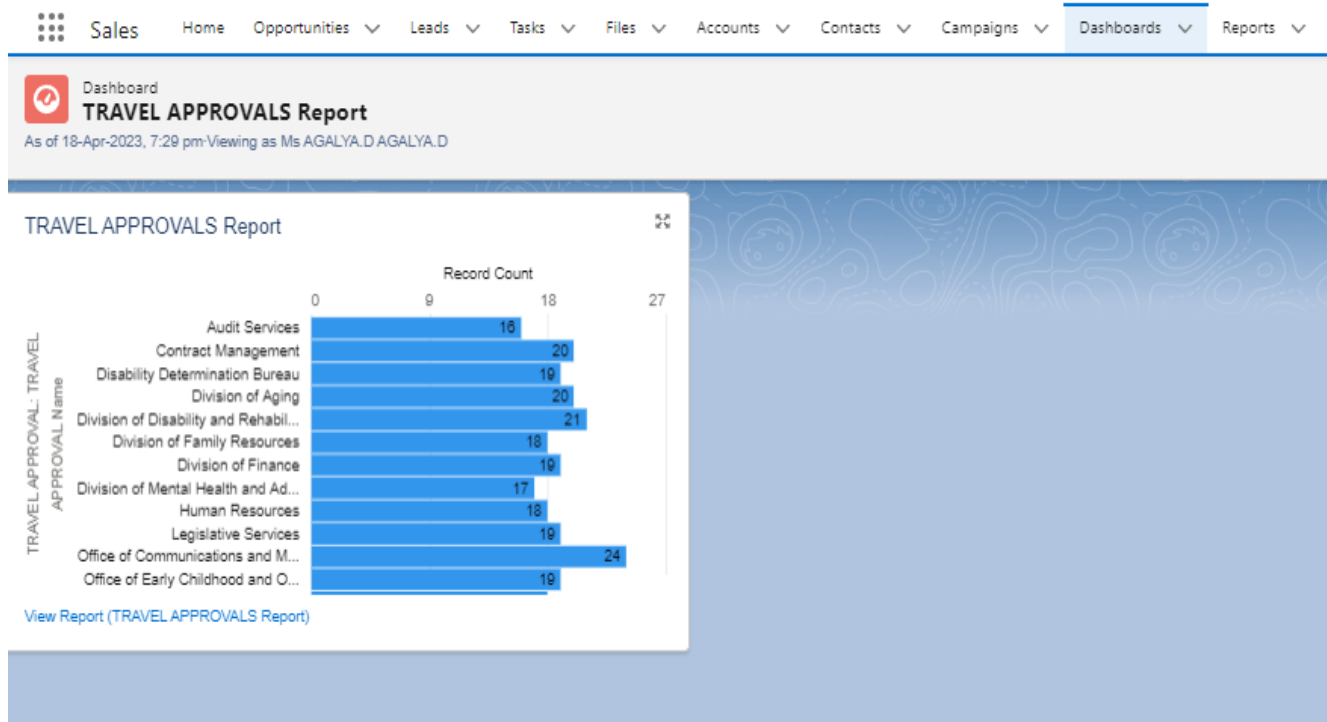 Sales Home Opportunities Leads Tasks Files Accounts Contacts Campaigns Dashboards Reports
Dashboard
TRAVEL APPROVALS Report
As of 18-Apr-2023, 7:29 pm·Viewing as Ms AGALYA.D AGALYA.D
TRAVEL APPROVALS Report
Record Count
0 9 18 27
TRAVEL APPROVAL: TRAVEL
APPROVAL Name
Audit Services 16
Contract Management 20
Disability Determination Bureau 19
Division of Aging 20
Division of Disability and Rehabil... 21
Division of Family Resources 18
Division of Finance 19
Division of Mental Health and Ad... 17
Human Resources 18
Legislative Services 19
Office of Communications and M... 24
Office of Early Childhood and O... 19
View Report (TRAVEL APPROVALS Report)